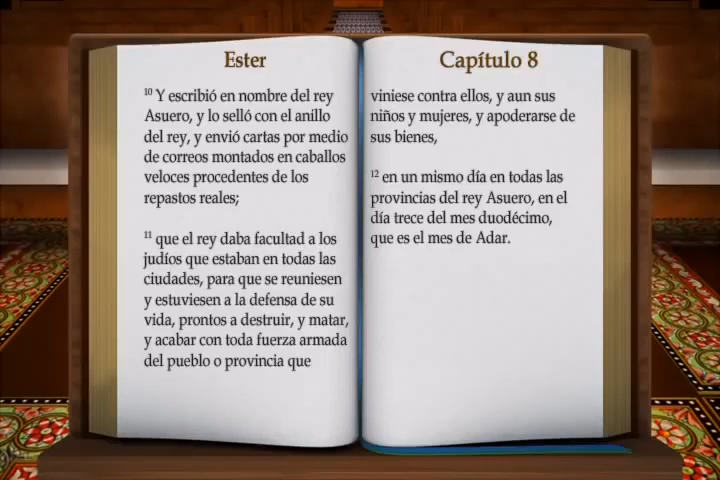 Ester
10 Y escribió en nombre del rey
Asuero, y lo selló con el anillo
del rey, y envió cartas por medio
de correos montados en caballos
veloces procedentes de los
repastos reales;
11 que el rey daba facultad a los
judíos que estaban en todas las
ciudades, para que se reuniesen
y estuviesen a la defensa de su
vida, prontos a destruir, y matar,
y acabar con toda fuerza armada
del pueblo o provincia que
Capítulo 8
viniese contra ellos, y aun sus
niños y mujeres, y apoderarse de
sus bienes,
12 en un mismo día en todas las
provincias del rey Asuero, en el
día trece del mes duodécimo,
que es el mes de Adar.